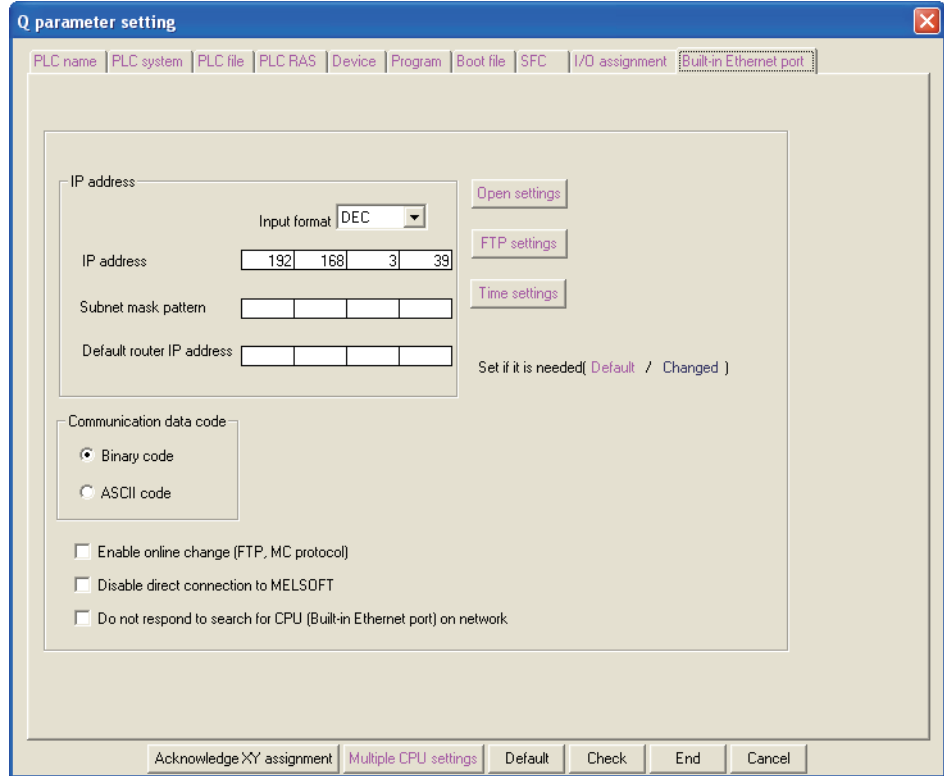 Q parameter setting
PLC name PLC system PLC file PLC RAS Device Program Boot file SFC I/O assignment Built-in Ethernet port
IP address
Input format DEC
IP address 192 168 3 39
Subnet mask pattern
Default router IP address
Open settings
FTP settings
Time settings
Set if it is needed( Default / Changed )
Communication data code
Binary code
ASCII code
Enable online change (FTP, MC protocol)
Disable direct connection to MELSOFT
Do not respond to search for CPU (Built-in Ethernet port) on network
Acknowledge XY assignment Multiple CPU settings Default Check End Cancel